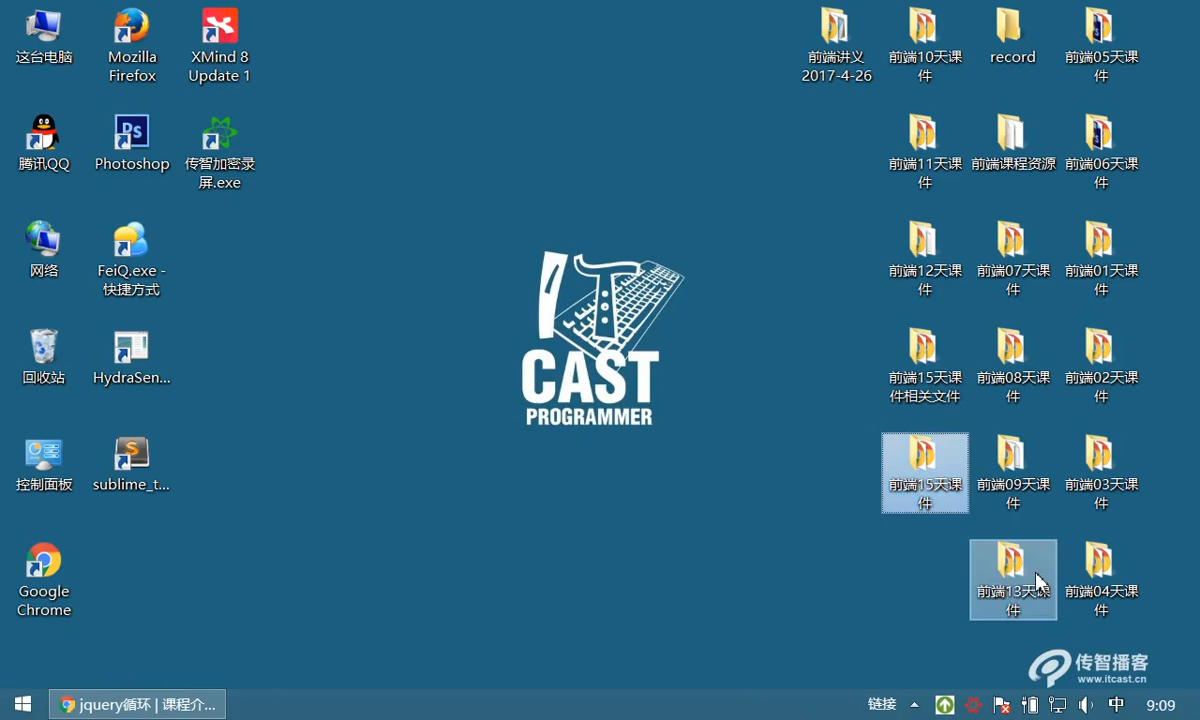 这台电脑
Mozilla
Firefox
XMind 8
Update 1
前端讲义
2017-4-26
前端10天课
件
record
前端05天课
件
腾讯QQ
Photoshop
传智加密录
屏.exe
前端11天课
件
前端课程资源
前端06天课
件
网络
FeiQ.exe -
快捷方式
前端12天课
件
前端07天课
件
前端01天课
件
回收站
HydraSen...
前端15天课
件相关文件
前端08天课
件
前端02天课
件
控制面板
sublime_t...
前端15天课
件
前端09天课
件
前端03天课
件
Google
Chrome
前端13天课
件
前端04天课
件
IT
CAST
PROGRAMMER
传智播客
www.itcast.cn
jquery循环 | 课程介...
链接
中
9:09